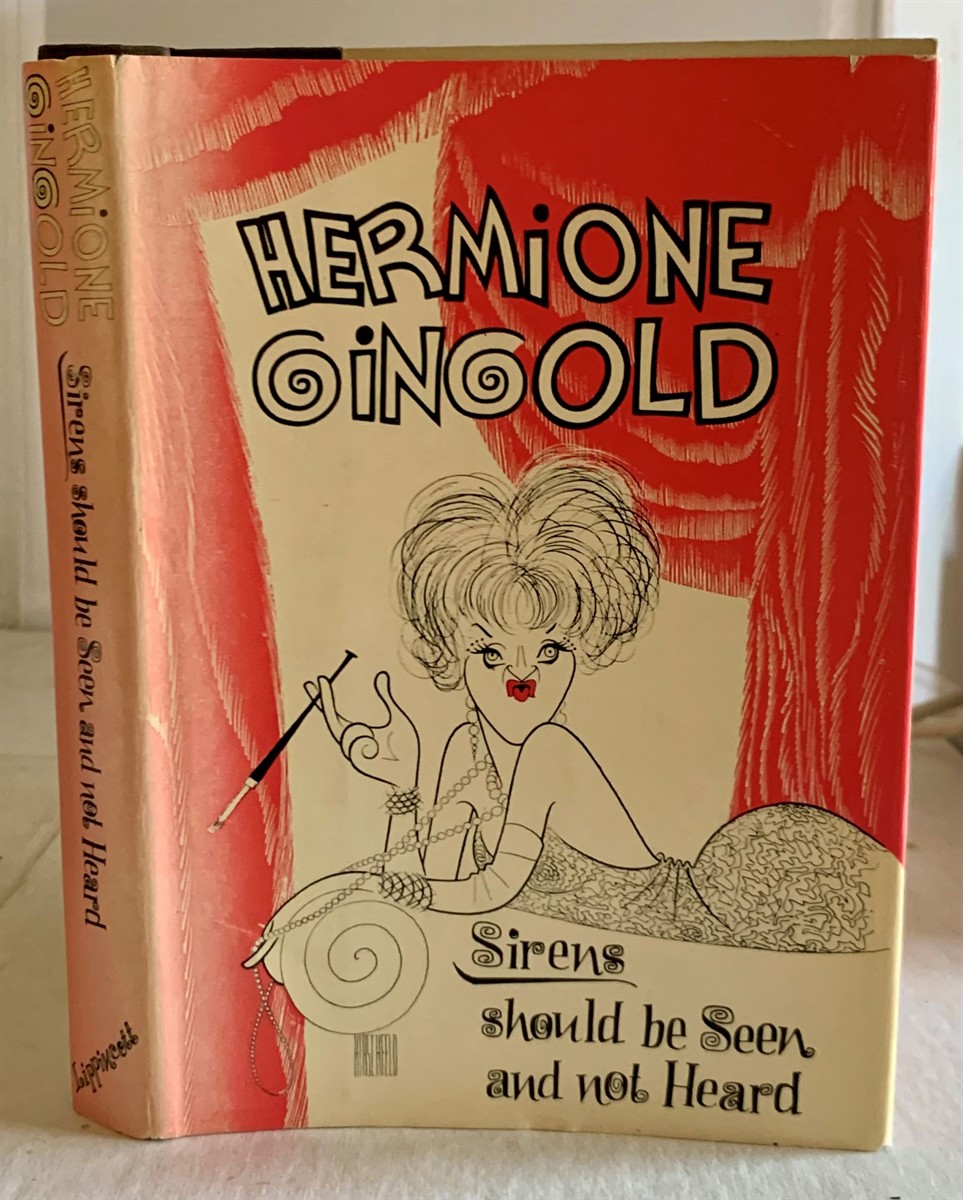 HERMiONE
GiNGOLD
Sirens
should be Seen
and not Heard
HIRSCHFELD
HERMiONE
GiNGOLD
Sirens should be Seen and not Heard
Lippincott